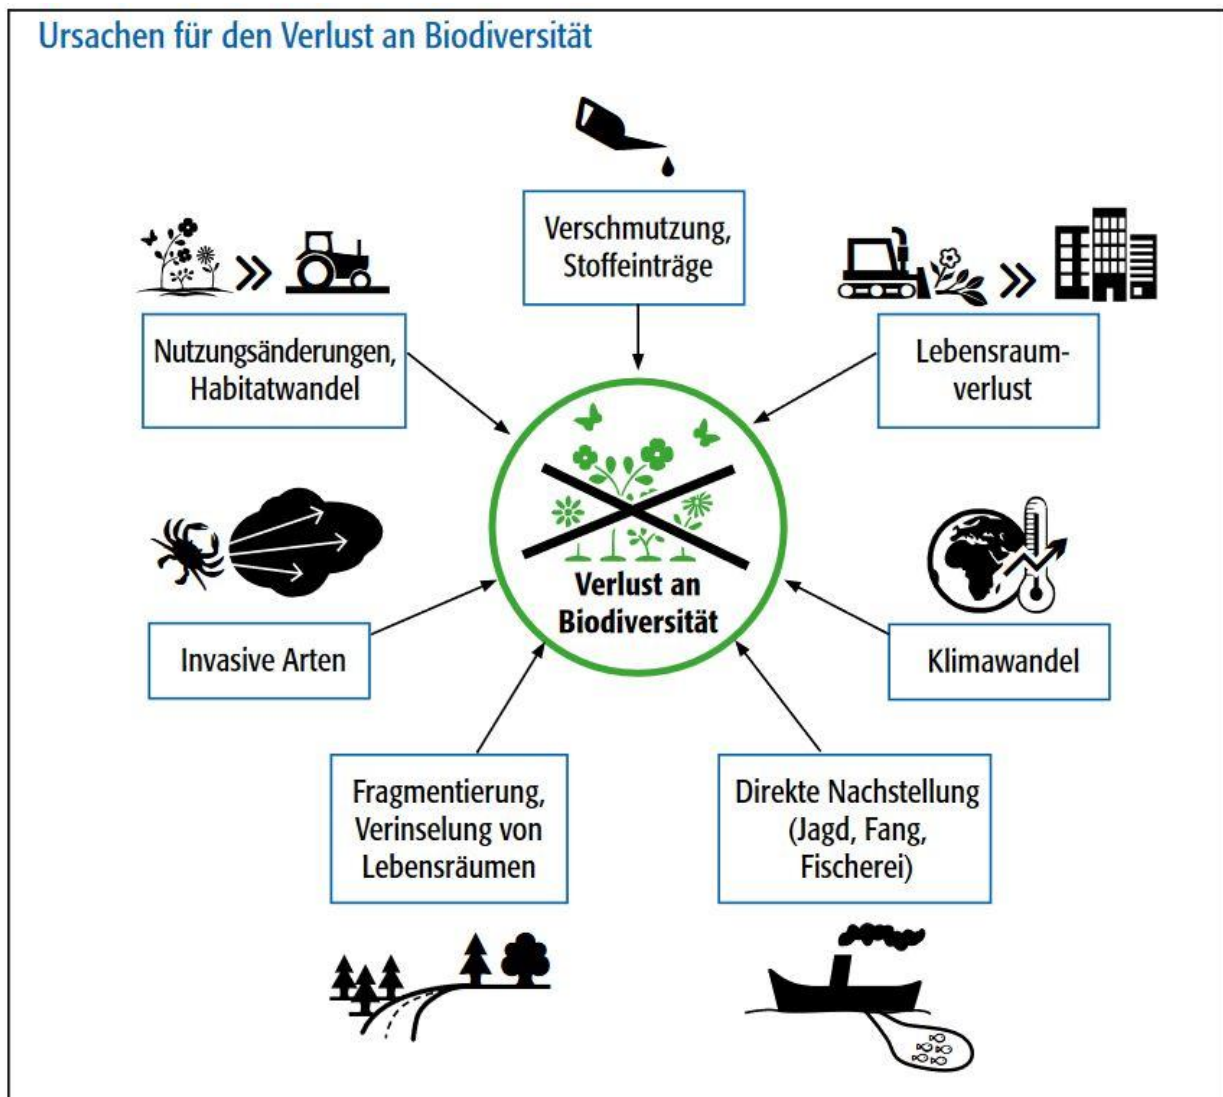 Ursachen für den Verlust an Biodiversität
Verschmutzung,
Stoffeinträge
Nutzungsänderungen,
Habitatwandel
Lebensraum-
verlust
Verlust an
Biodiversität
Invasive Arten
Klimawandel
Fragmentierung,
Verinselung von
Lebensräumen
Direkte Nachstellung
(Jagd, Fang,
Fischerei)